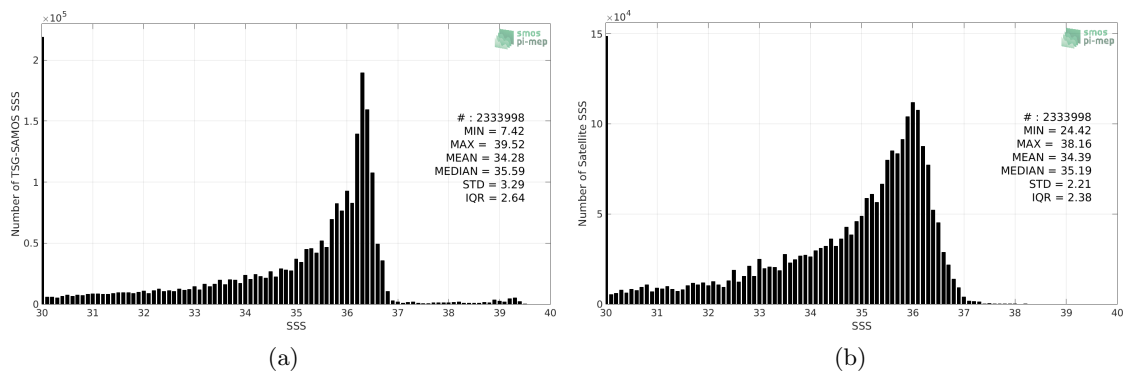 ×10⁵
2
1.5
1
0.5
0
Number of TSG-SAMOS SSS
smos
pi-mep
# : 2333998
MIN = 7.42
MAX = 39.52
MEAN = 34.28
MEDIAN = 35.59
STD = 3.29
IQR = 2.64
30 31 32 33 34 35 36 37 38 39 40
SSS
(a)
×10⁴
15
10
5
0
Number of Satellite SSS
smos
pi-mep
# : 2333998
MIN = 24.42
MAX = 38.16
MEAN = 34.39
MEDIAN = 35.19
STD = 2.21
IQR = 2.38
30 31 32 33 34 35 36 37 38 39 40
SSS
(b)